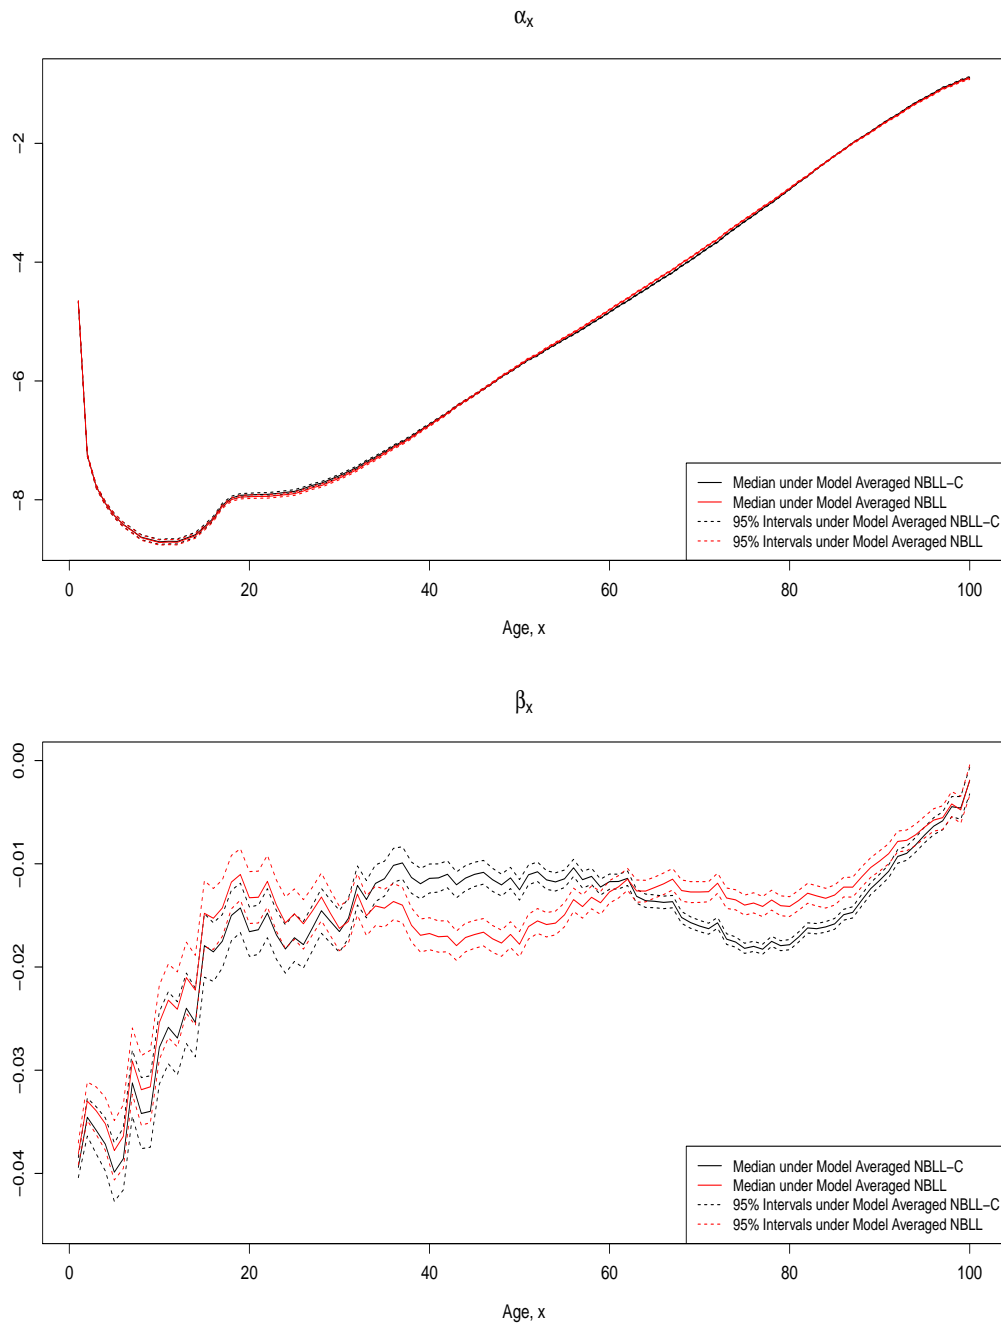 αx
−2
−4
−6
−8
0 20 40 60 80 100
Age, x
Median under Model Averaged NBLL−C
Median under Model Averaged NBLL
95% Intervals under Model Averaged NBLL−C
95% Intervals under Model Averaged NBLL
βx
0.00
−0.01
−0.02
−0.03
−0.04
0 20 40 60 80 100
Age, x
Median under Model Averaged NBLL−C
Median under Model Averaged NBLL
95% Intervals under Model Averaged NBLL−C
95% Intervals under Model Averaged NBLL